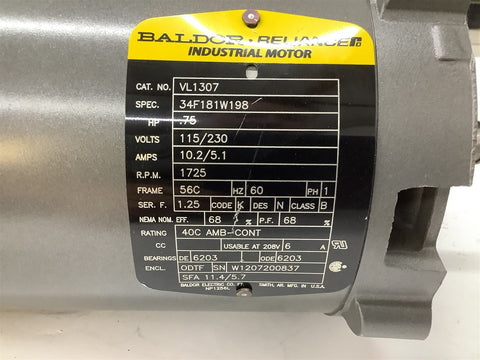 BALDOR • RELIANCE
INDUSTRIAL MOTOR
CAT. NO. VL1307
SPEC. 34F181W198
HP .75
VOLTS 115/230
AMPS 10.2/5.1
R.P.M. 1725
FRAME 56C HZ 60 PH 1
SER. F. 1.25 CODE K DES N CLASS B
NEMA NOM. EFF. 68 % P.F. 68 %
RATING 40C AMB-CONT
CC USABLE AT 208V 6 A
BEARINGS DE 6203 ODE 6203
ENCL. ODTF SN W1207200837
SFA 11.4/5.7
BALDOR ELECTRIC CO. FT. SMITH, AR. MFG. IN U.S.A.
NP1256L